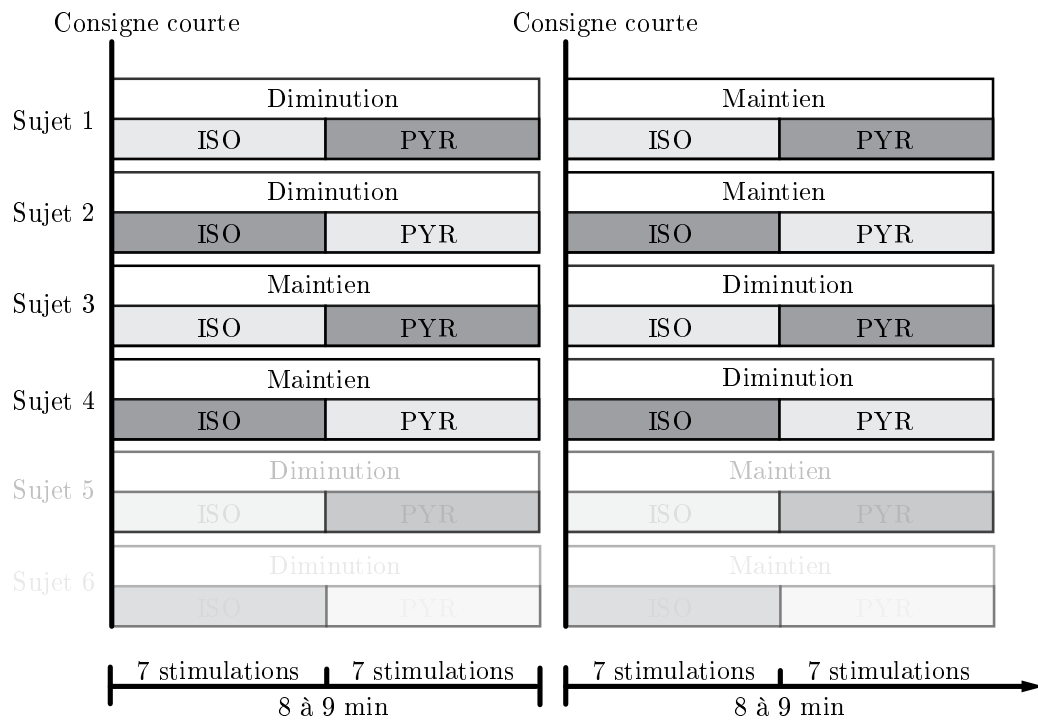 Consigne courte Consigne courte
Diminution Maintien
Sujet 1
ISO PYR ISO PYR
Diminution Maintien
Sujet 2
ISO PYR ISO PYR
Maintien Diminution
Sujet 3
ISO PYR ISO PYR
Maintien Diminution
Sujet 4
ISO PYR ISO PYR
Diminution Maintien
Sujet 5
ISO PYR ISO PYR
Diminution Maintien
Sujet 6
ISO PYR ISO PYR
7 stimulations 7 stimulations 7 stimulations 7 stimulations
8 à 9 min 8 à 9 min